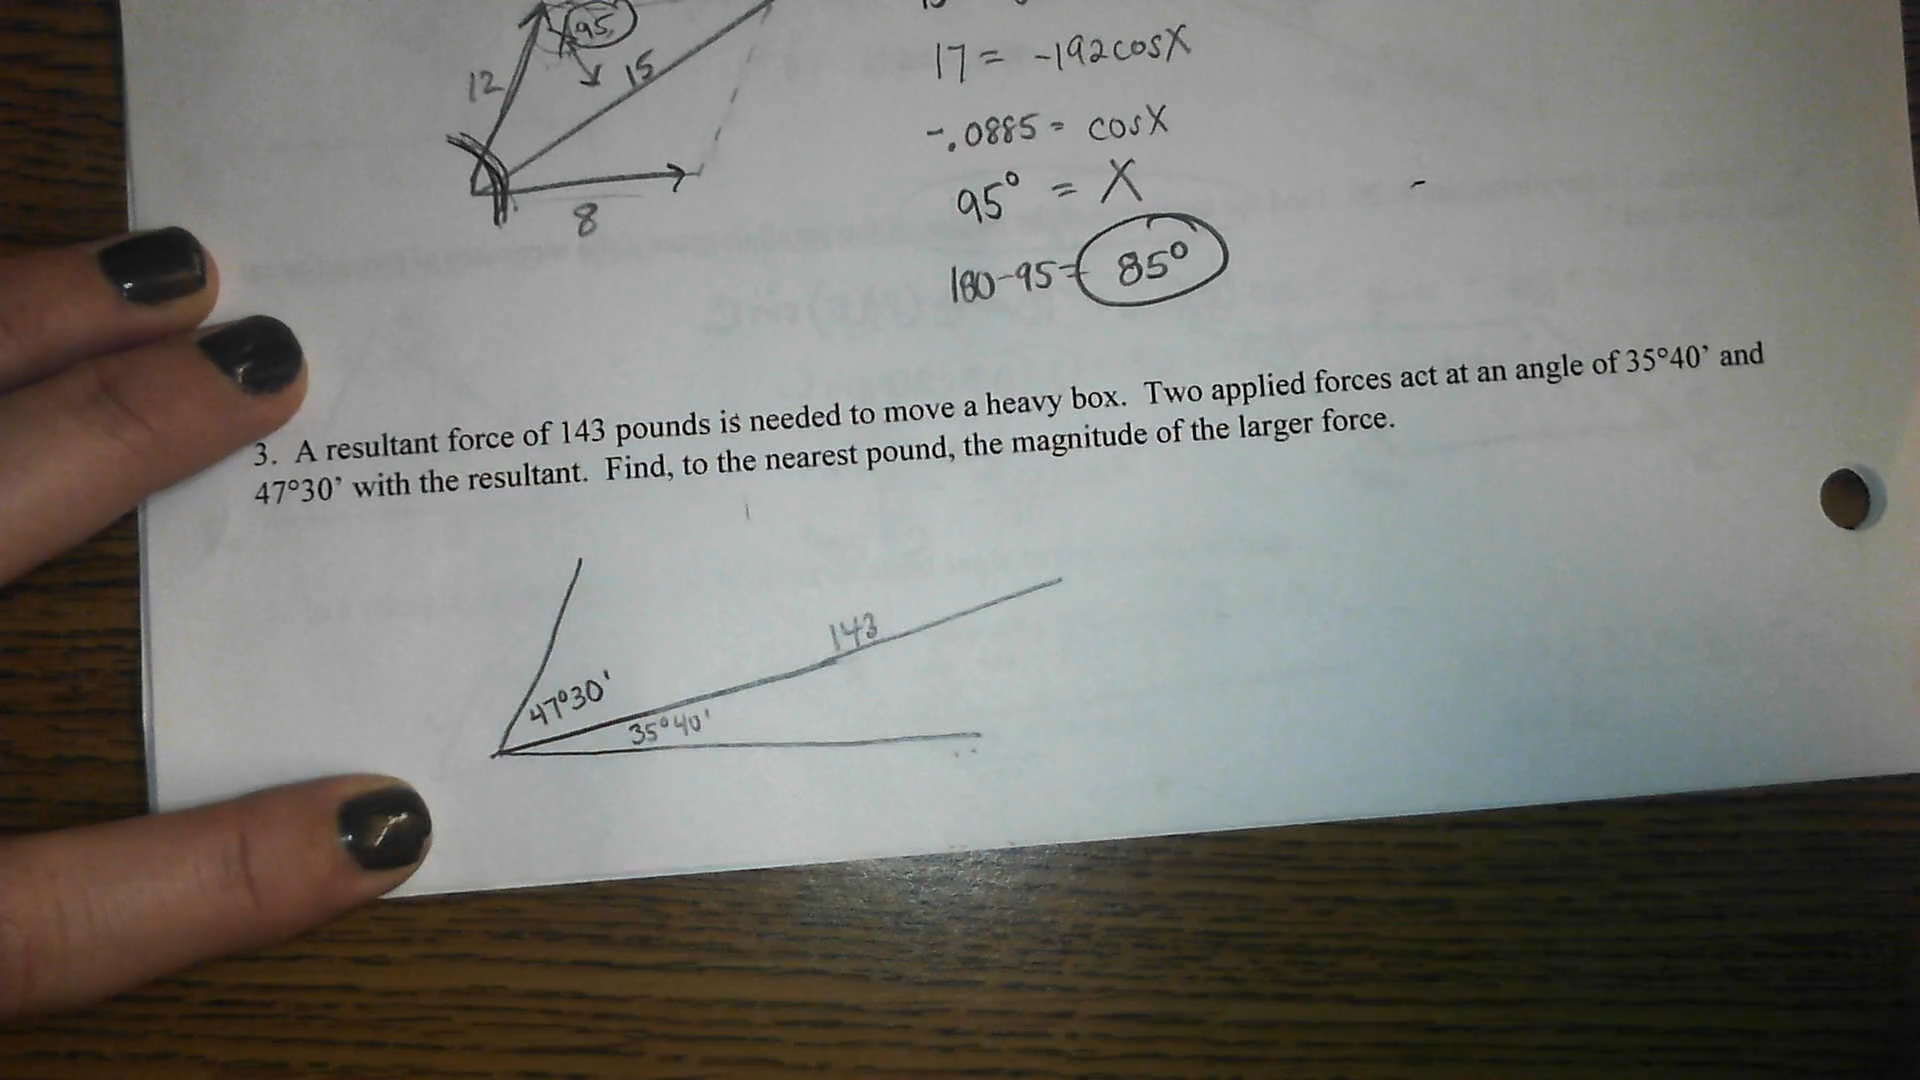 95
12
15
8
17 = -192cosX
-.0885 = cosX
95° = X
180-95= 85°
3. A resultant force of 143 pounds is needed to move a heavy box. Two applied forces act at an angle of 35°40’ and
47°30’ with the resultant. Find, to the nearest pound, the magnitude of the larger force.
143
47°30'
35°40'